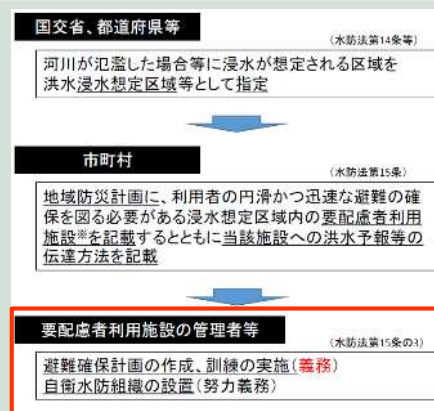 国交省、都道府県等
(水防法第14条等)
河川が氾濫した場合等に浸水が想定される区域を
洪水浸水想定区域等として指定
市町村
(水防法第15条)
地域防災計画に、利用者の円滑かつ迅速な避難の確
保を図る必要がある浸水想定区域内の要配慮者利用
施設※を記載するとともに当該施設への洪水予報等の
伝達方法を記載
要配慮者利用施設の管理者等
(水防法第15条の3)
避難確保計画の作成、訓練の実施(義務)
自衛水防組織の設置(努力義務)